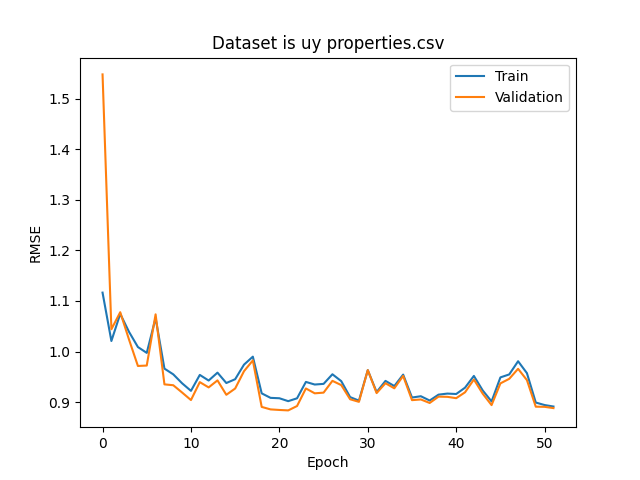 Dataset is uy properties.csv
Train
Validation
RMSE
1.5
1.4
1.3
1.2
1.1
1.0
0.9
0 10 20 30 40 50
Epoch